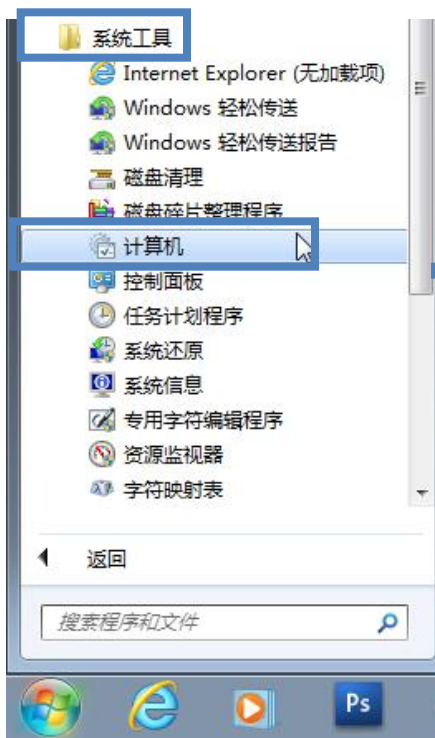 系统工具
Internet Explorer (无加载项)
Windows 轻松传送
Windows 轻松传送报告
磁盘清理
磁盘碎片整理程序
计算机
控制面板
任务计划程序
系统还原
系统信息
专用字符编辑程序
资源监视器
字符映射表
返回
搜索程序和文件
Ps